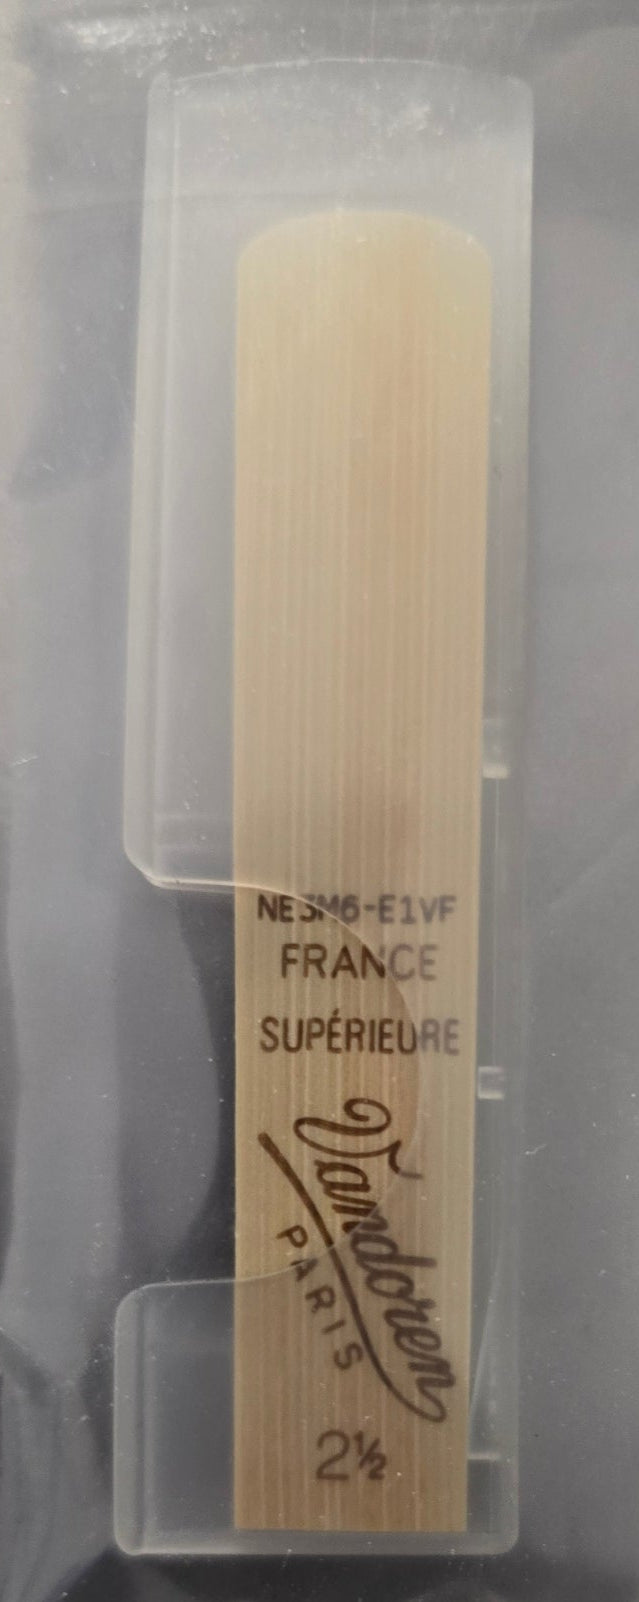 NE3M6-E1VF
FRANCE
SUPÉRIEURE
Vandoren
PARIS
2½